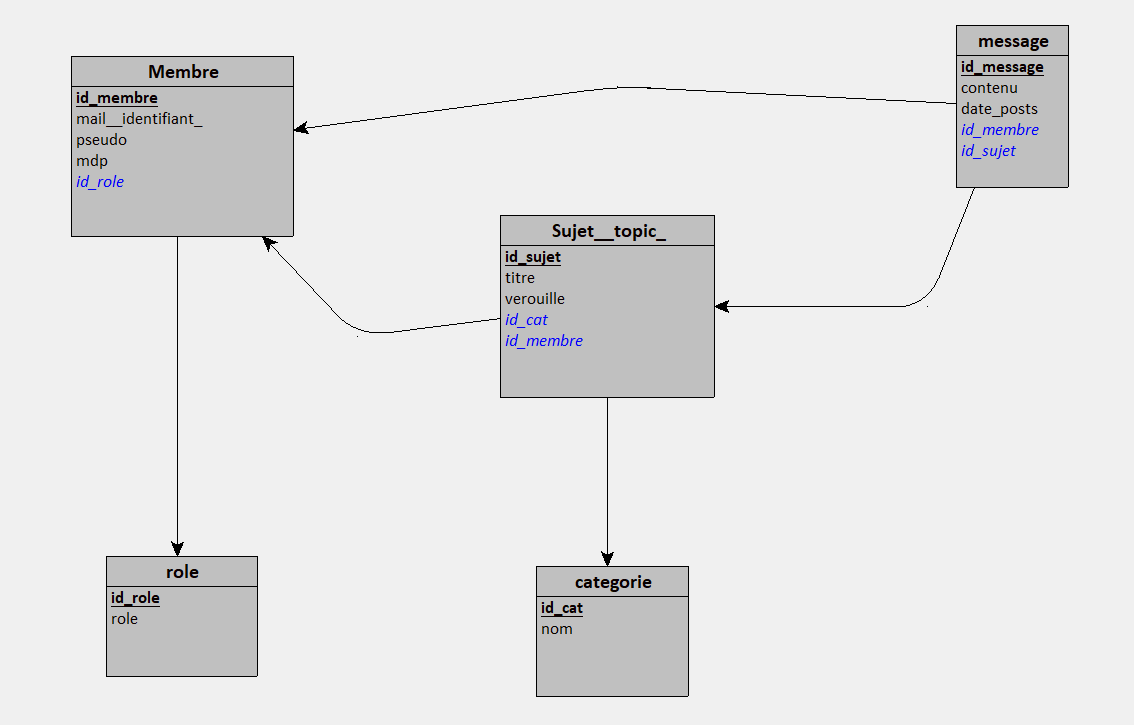 Membre
id_membre
mail__identifiant_
pseudo
mdp
id_role
message
id_message
contenu
date_posts
id_membre
id_sujet
Sujet__topic_
id_sujet
titre
verouille
id_cat
id_membre
role
id_role
role
categorie
id_cat
nom